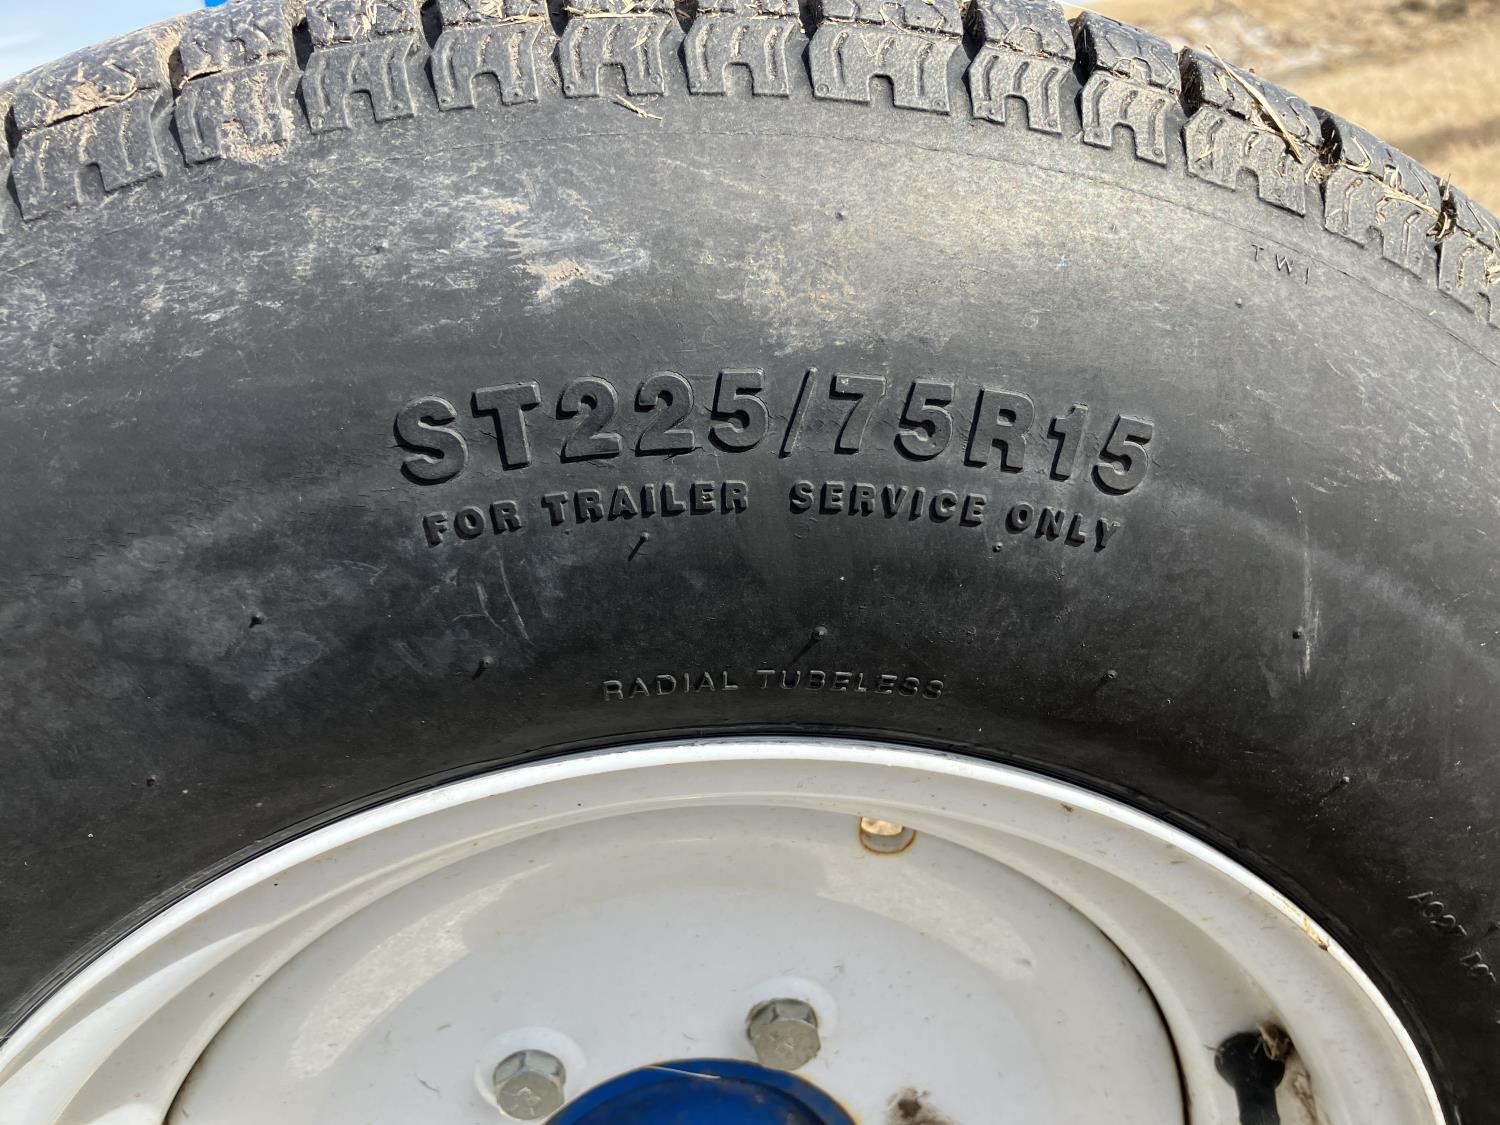 TWI
ST225/75R15
FOR TRAILER SERVICE ONLY
RADIAL TUBELESS